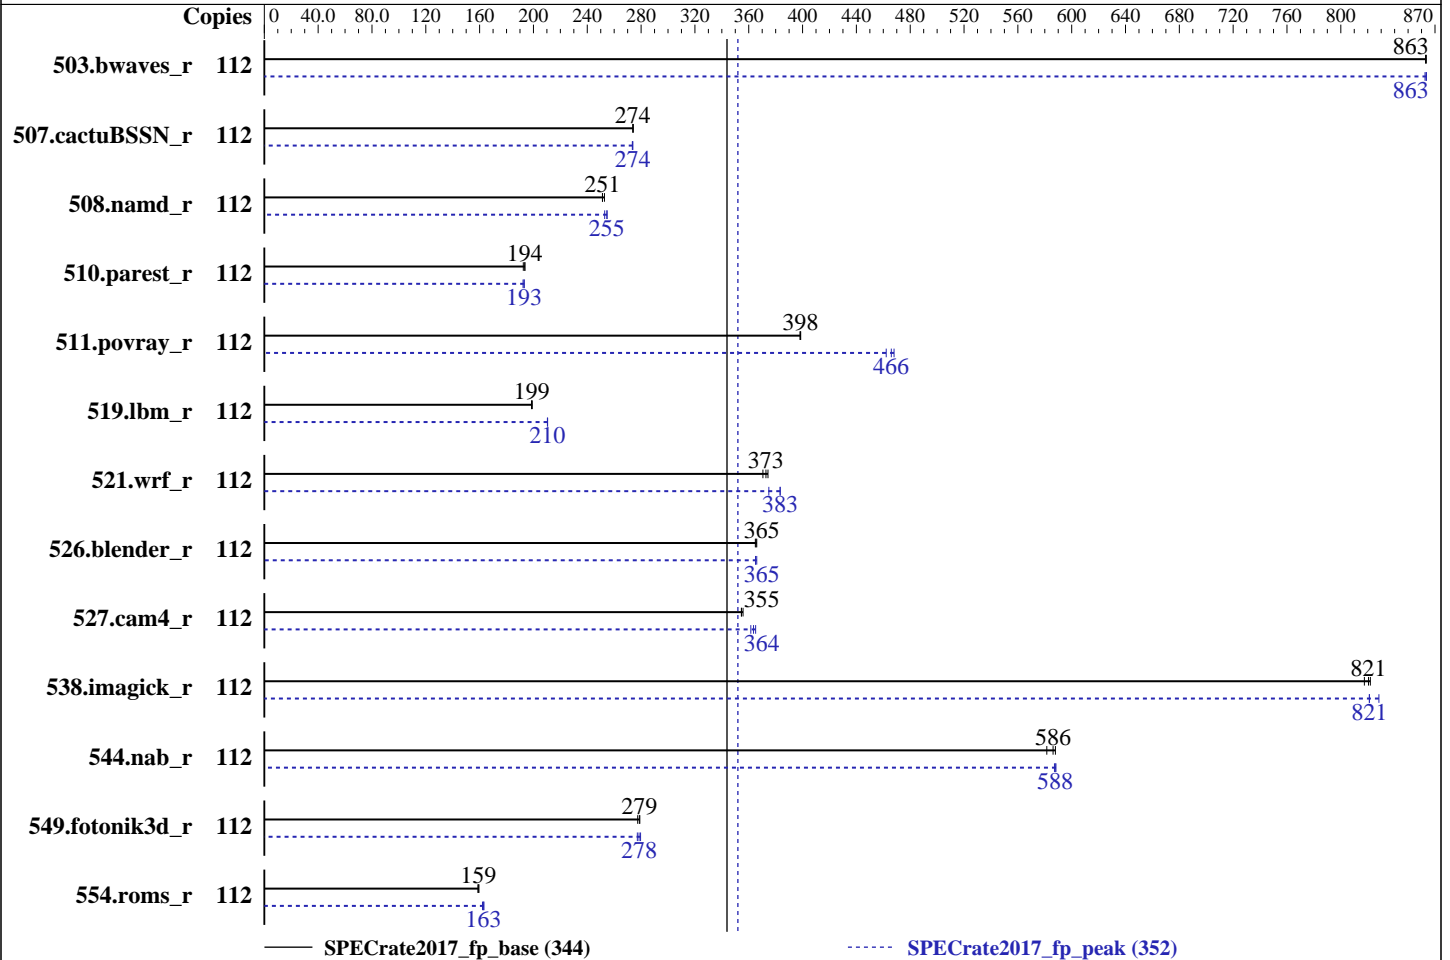 Copies 0 40.0 80.0 120 160 200 240 280 320 360 400 440 480 520 560 600 640 680 720 760 800 870
863
503.bwaves_r 112
863
274
507.cactuBSSN_r 112
274
251
508.namd_r 112
255
194
510.parest_r 112
193
398
511.povray_r 112
466
199
519.lbm_r 112
210
373
521.wrf_r 112
383
365
526.blender_r 112
365
355
527.cam4_r 112
364
821
538.imagick_r 112
821
586
544.nab_r 112
588
279
549.fotonik3d_r 112
278
159
554.roms_r 112
163
SPECrate2017_fp_base (344) SPECrate2017_fp_peak (352)